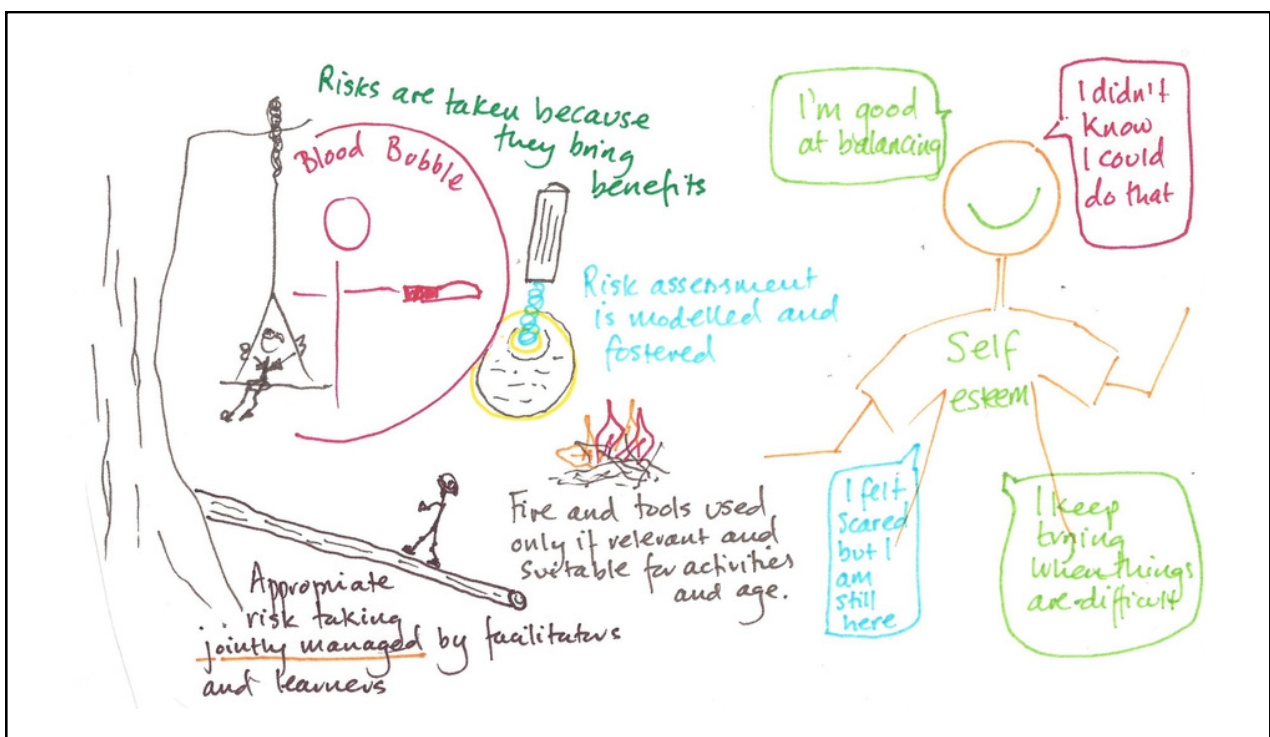 Risks are taken because
they bring
benefits
Blood Bubble
Risk assessment
is modelled and
fostered
Fire and tools used
only if relevant and
suitable for activities
and age.
Appropriate
risk taking
jointly managed by facilitators
and learners
I'm good
at balancing
I didn't
know
I could
do that
Self
esteem
I felt
scared
but I
am
still
here
I keep
trying
when things
are difficult